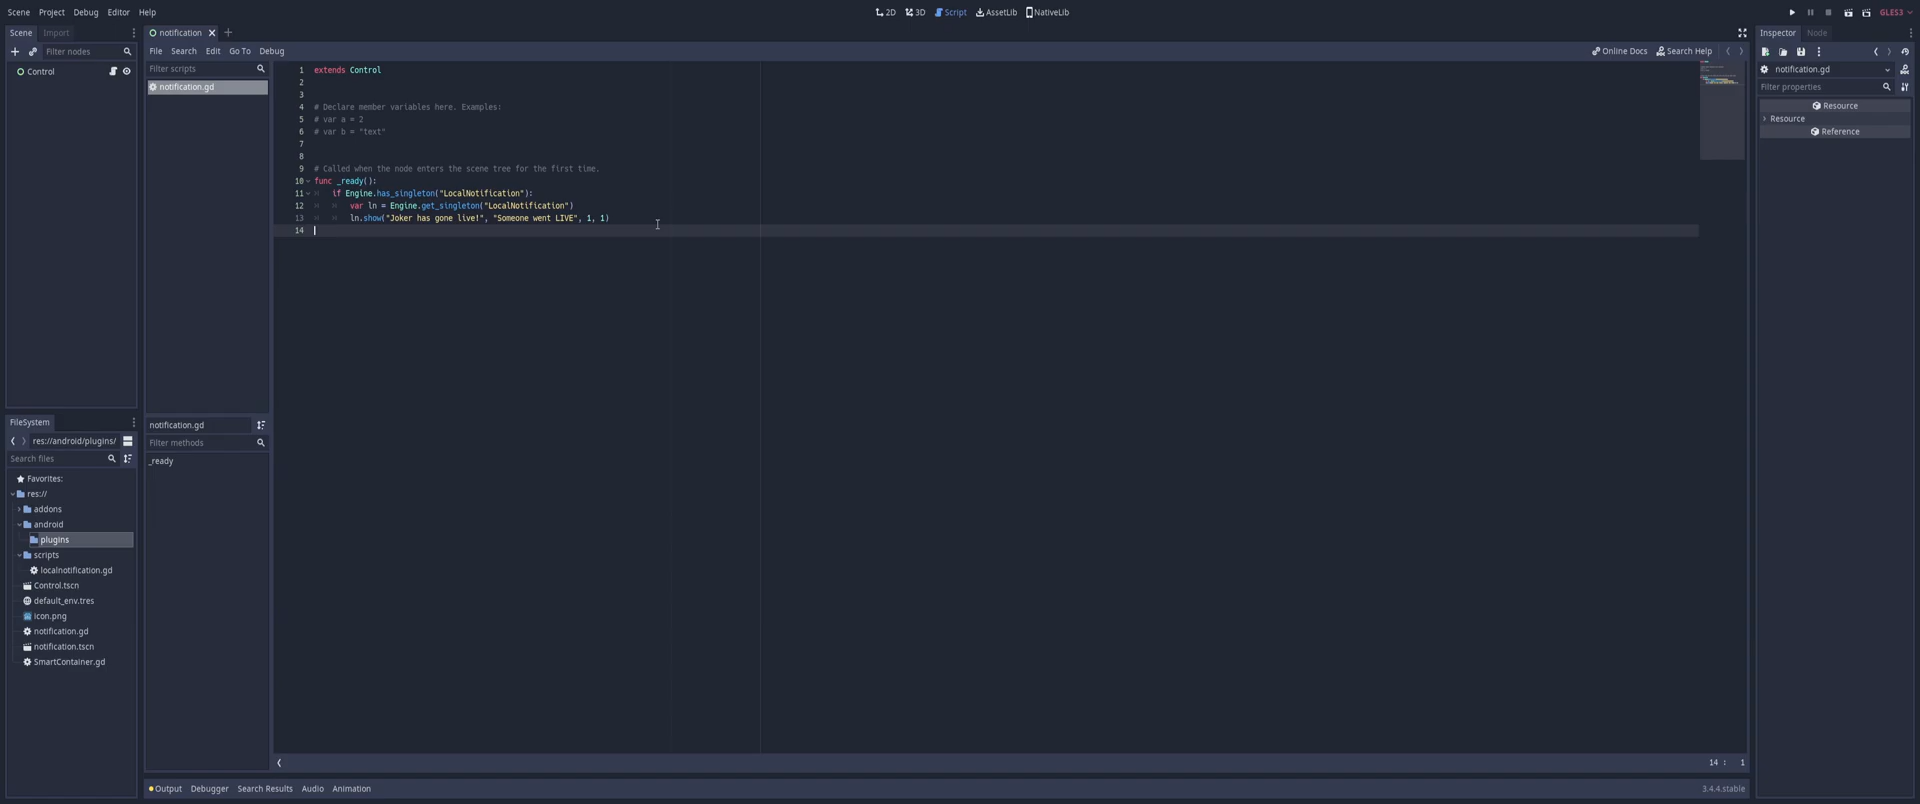 Scene Project Debug Editor Help
2D 3D Script AssetLib NativeLib
GLES3
Scene Import
Filter nodes
Control
notification
File Search Edit Go To Debug
Online Docs Search Help
Filter scripts
notification.gd
1 extends Control
2
3
4 # Declare member variables here. Examples:
5 # var a = 2
6 # var b = "text"
7
8
9 # Called when the node enters the scene tree for the first time.
10 func _ready():
11 if Engine.has_singleton("LocalNotification"):
12 var ln = Engine.get_singleton("LocalNotification")
13 ln.show("Joker has gone live!", "Someone went LIVE", 1, 1)
14
notification.gd
Filter methods
_ready
FileSystem
res://android/plugins/
Search files
Favorites:
res://
addons
android
plugins
scripts
localnotification.gd
Control.tscn
default_env.tres
icon.png
notification.gd
notification.tscn
SmartContainer.gd
14 : 1
Output Debugger Search Results Audio Animation
3.4.4.stable
Inspector Node
notification.gd
Filter properties
Resource
Resource
Reference